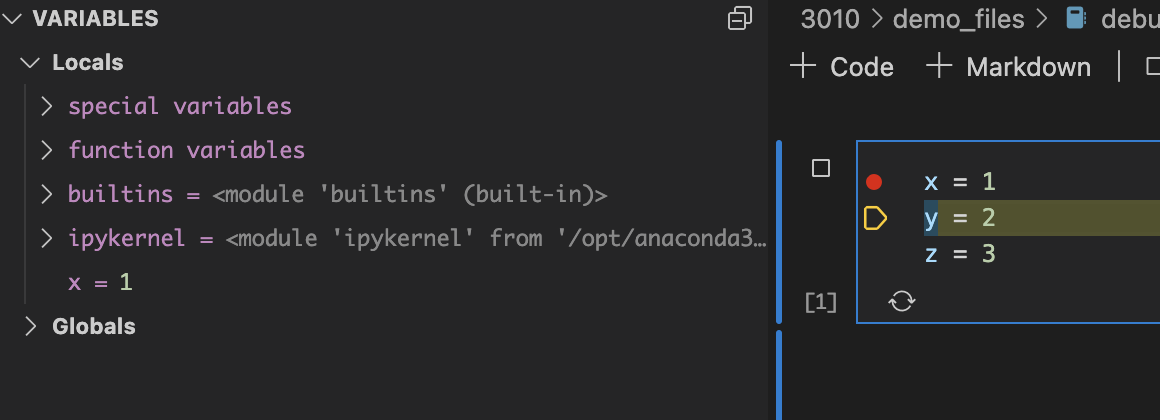 VARIABLES
Locals
special variables
function variables
builtins = <module 'builtins' (built-in)>
ipykernel = <module 'ipykernel' from '/opt/anaconda3...
x = 1
Globals
3010 > demo_files > debu
+ Code + Markdown
x = 1
y = 2
z = 3
[1]